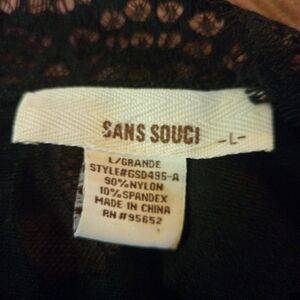 SANS SOUCI -L-
L/GRANDE
STYLE#GSD495-A
90%NYLON
10%SPANDEX
MADE IN CHINA
RN #95652